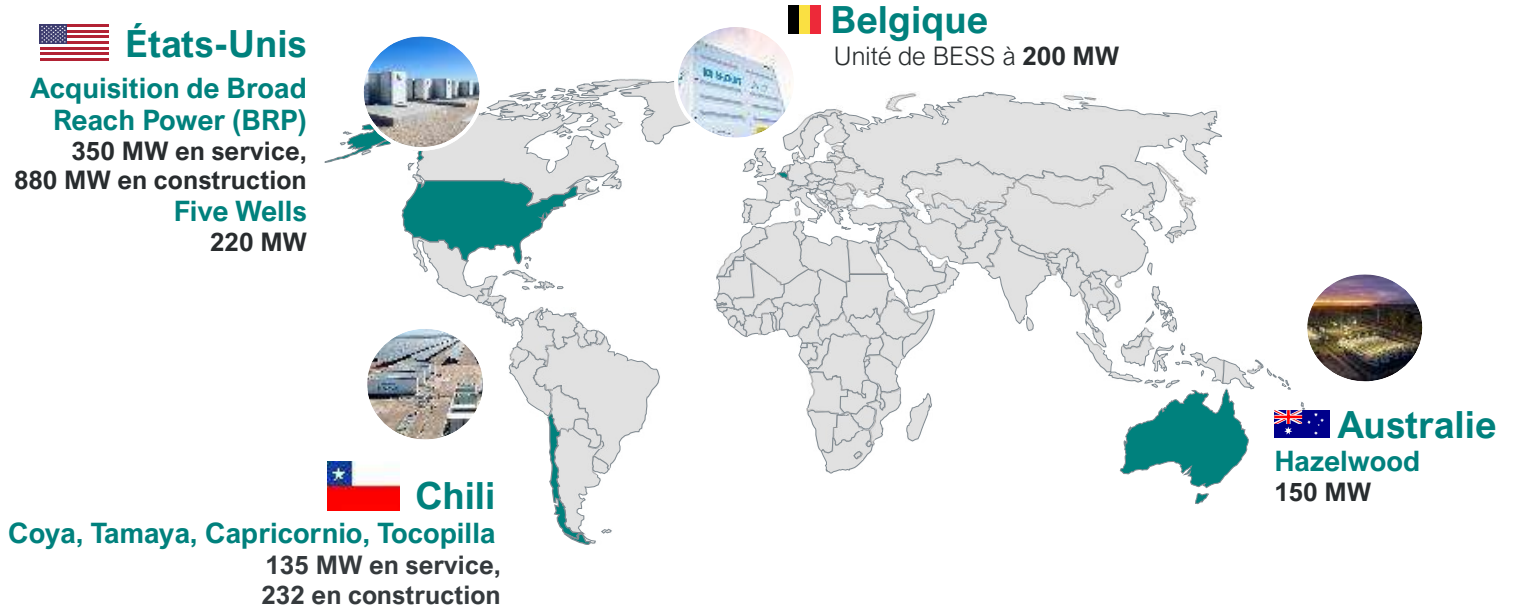 États-Unis
Acquisition de Broad
Reach Power (BRP)
350 MW en service,
880 MW en construction
Five Wells
220 MW
Belgique
Unité de BESS à 200 MW
Chili
Coya, Tamaya, Capricornio, Tocopilla
135 MW en service,
232 en construction
Australie
Hazelwood
150 MW